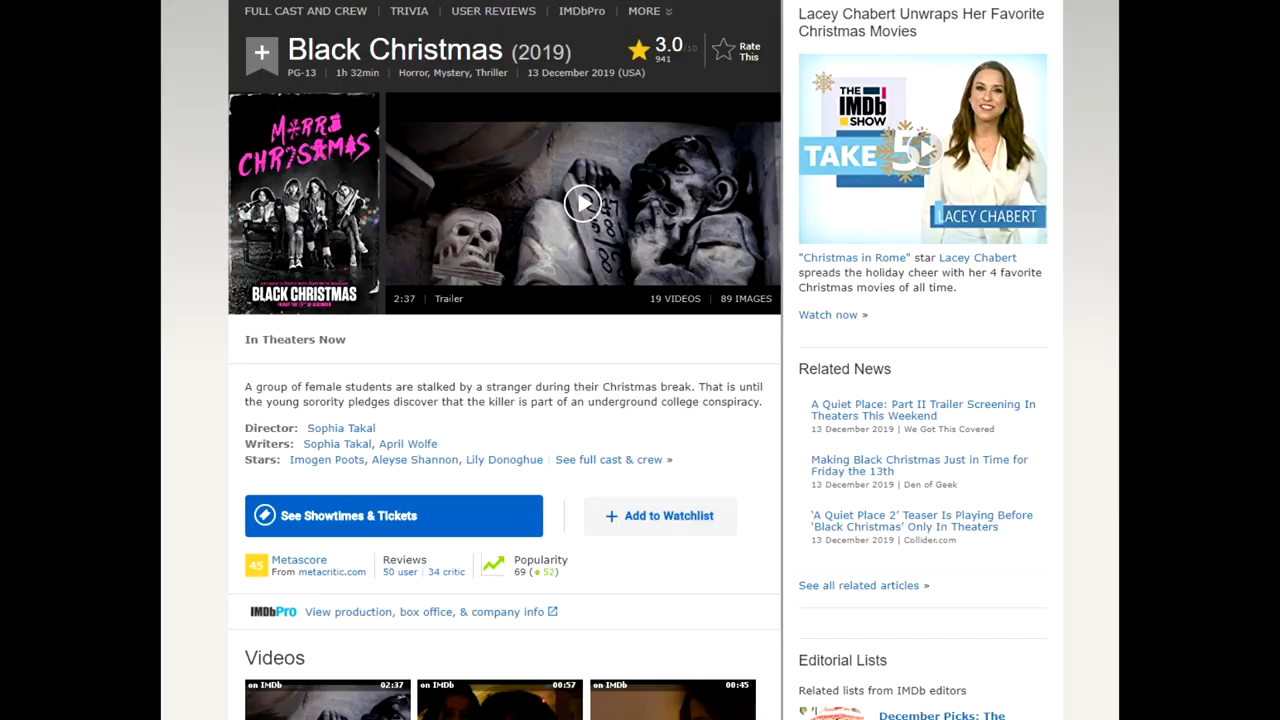 FULL CAST AND CREW | TRIVIA | USER REVIEWS | IMDbPro | MORE
+ Black Christmas (2019)
3.0/10
941
Rate This
PG-13 | 1h 32min | Horror, Mystery, Thriller | 13 December 2019 (USA)
BLACK CHRISTMAS
2:37 | Trailer
19 VIDEOS | 89 IMAGES
In Theaters Now
A group of female students are stalked by a stranger during their Christmas break. That is until
the young sorority pledges discover that the killer is part of an underground college conspiracy.
Director: Sophia Takal
Writers: Sophia Takal, April Wolfe
Stars: Imogen Poots, Aleyse Shannon, Lily Donoghue | See full cast & crew »
See Showtimes & Tickets
+ Add to Watchlist
45 Metascore
From metacritic.com
Reviews
50 user | 34 critic
Popularity
69 (52)
IMDbPro View production, box office, & company info
Videos
on IMDb 02:37
on IMDb 00:57
on IMDb 00:45
Lacey Chabert Unwraps Her Favorite
Christmas Movies
THE
IMDb
SHOW
TAKE 5
LACEY CHABERT
"Christmas in Rome" star Lacey Chabert
spreads the holiday cheer with her 4 favorite
Christmas movies of all time.
Watch now »
Related News
A Quiet Place: Part II Trailer Screening In
Theaters This Weekend
13 December 2019 | We Got This Covered
Making Black Christmas Just in Time for
Friday the 13th
13 December 2019 | Den of Geek
‘A Quiet Place 2’ Teaser Is Playing Before
‘Black Christmas’ Only In Theaters
13 December 2019 | Collider.com
See all related articles »
Editorial Lists
Related lists from IMDb editors
December Picks: The